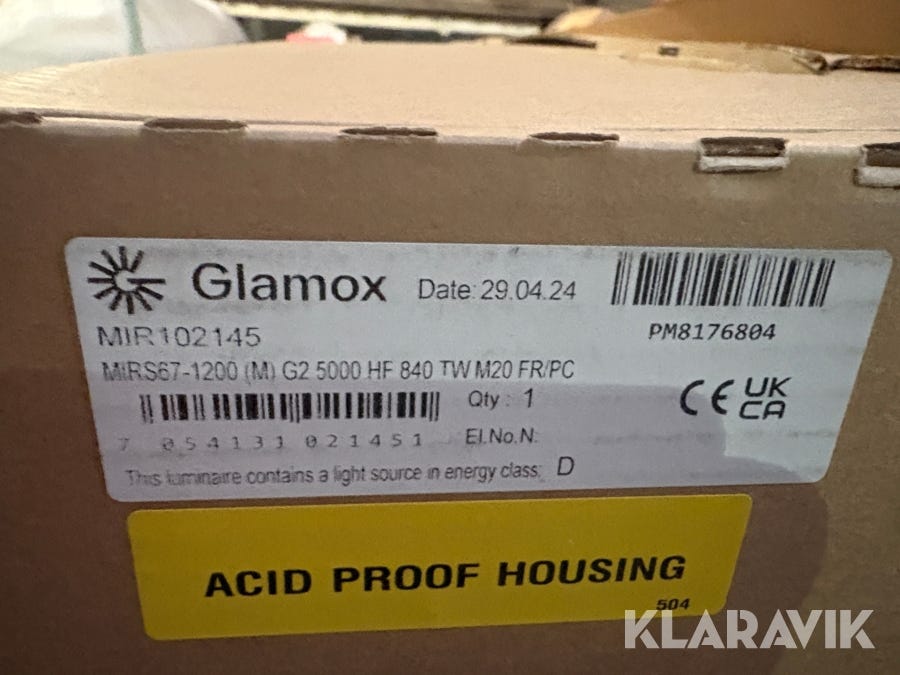 Glamox Date: 29.04.24
PM8176804
MIR102145
MIRS67-1200 (M) G2 5000 HF 840 TW M20 FR/PC
Qty : 1
CE UK CA
7 054131 021451
El.No.N:
This luminaire contains a light source in energy class: D
ACID PROOF HOUSING
504
KLARAVIK